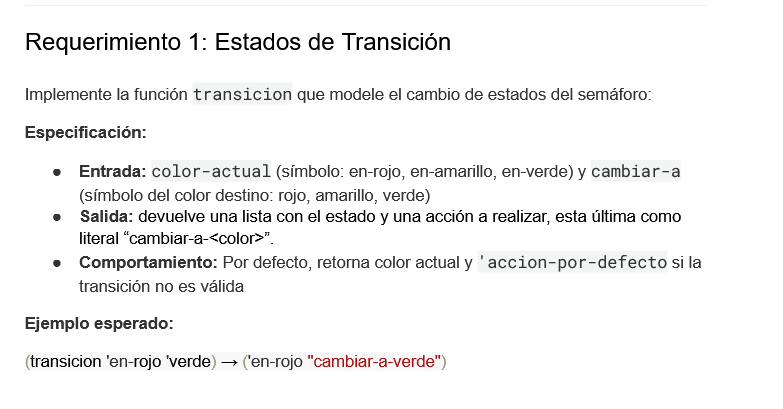 Requerimiento 1: Estados de Transición
Implemente la función transicion que modele el cambio de estados del semáforo:
Especificación:
● Entrada: color-actual (símbolo: en-rojo, en-amarillo, en-verde) y cambiar-a
(símbolo del color destino: rojo, amarillo, verde)
● Salida: devuelve una lista con el estado y una acción a realizar, esta última como
literal “cambiar-a-<color>”.
● Comportamiento: Por defecto, retorna color actual y 'accion-por-defecto si la
transición no es válida
Ejemplo esperado:
(transicion 'en-rojo 'verde) → ('en-rojo "cambiar-a-verde")